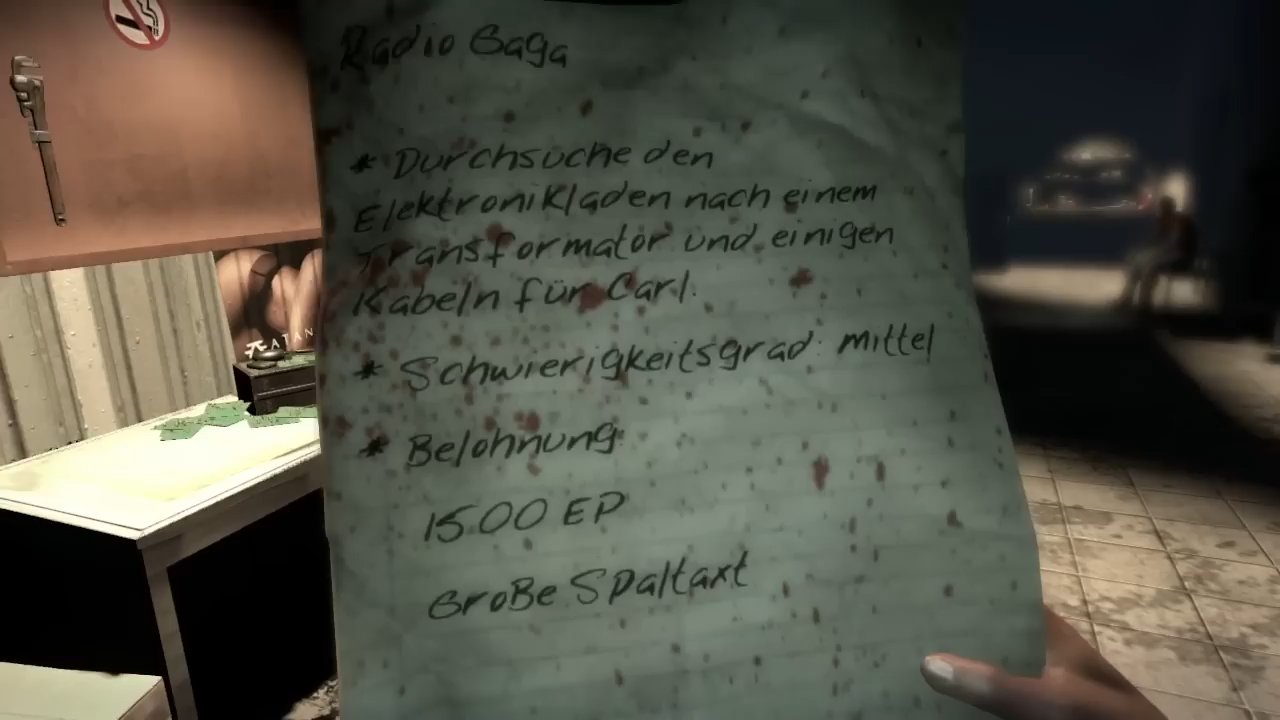 Radio Gaga
* Durchsuche den
Elektronikladen nach einem
Transformator und einigen
Kabeln für Carl.
* Schwierigkeitsgrad: mittel
* Belohnung:
1500 EP
Große Spaltaxt